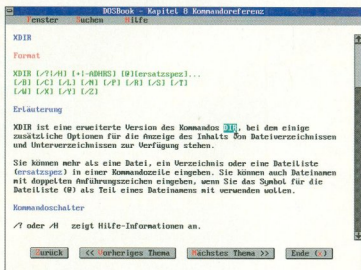 DOSBook - Kapitel 8 Kommandoreferenz
Fenster Suchen Hilfe
XDIR
Format
XDIR [/?|/H] [+|-ADHRS] [@][ersatzspez]...
[/B] [/C] [/L] [/M] [/P] [/R] [/S] [/T]
[/W] [/X] [/Y] [/Z]
Erläuterung
XDIR ist eine erweiterte Version des Kommandos DIR, bei dem einige
zusätzliche Optionen für die Anzeige des Inhalts von Dateiverzeichnissen
und Unterverzeichnissen zur Verfügung stehen.
Sie können mehr als eine Datei, ein Verzeichnis oder eine Dateiliste
(ersatzspez) in einer Kommandozeile eingeben. Sie können auch Dateinamen
mit doppelten Anführungszeichen eingeben, wenn Sie das Symbol für die
Dateiliste (@) als Teil eines Dateinamens mit verwenden wollen.
Kommandoschalter
/? oder /H zeigt Hilfe-Informationen an.
Zurück << Vorheriges Thema Nächstes Thema >> Ende